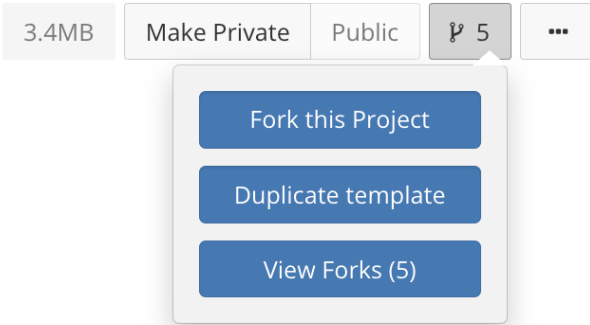 3.4MB Make Private Public 5 ...
Fork this Project
Duplicate template
View Forks (5)